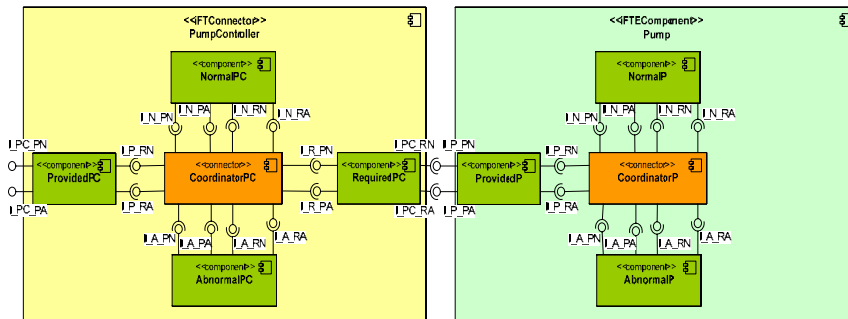 <<iFTConnector>>
PumpController
<<component>>
NormalPC
I_N_PN
I_N_PA
I_N_RN
I_N_RA
I_PC_PN
<<component>>
ProvidedPC
I_PC_PA
I_P_RN
I_P_RA
<<connector>>
CoordinatorPC
I_R_PN
I_R_PA
<<component>>
RequiredPC
I_PC_RN
I_PC_RA
I_A_PN
I_A_PA
I_A_RN
I_A_RA
<<component>>
AbnormalPC
<<iFTEComponent>>
Pump
<<component>>
NormalP
I_N_PN
I_N_PA
I_N_RN
I_N_RA
I_P_PN
I_P_PA
<<component>>
ProvidedP
I_P_RN
I_P_RA
<<connector>>
CoordinatorP
I_A_PN
I_A_PA
I_A_RN
I_A_RA
<<component>>
AbnormalP